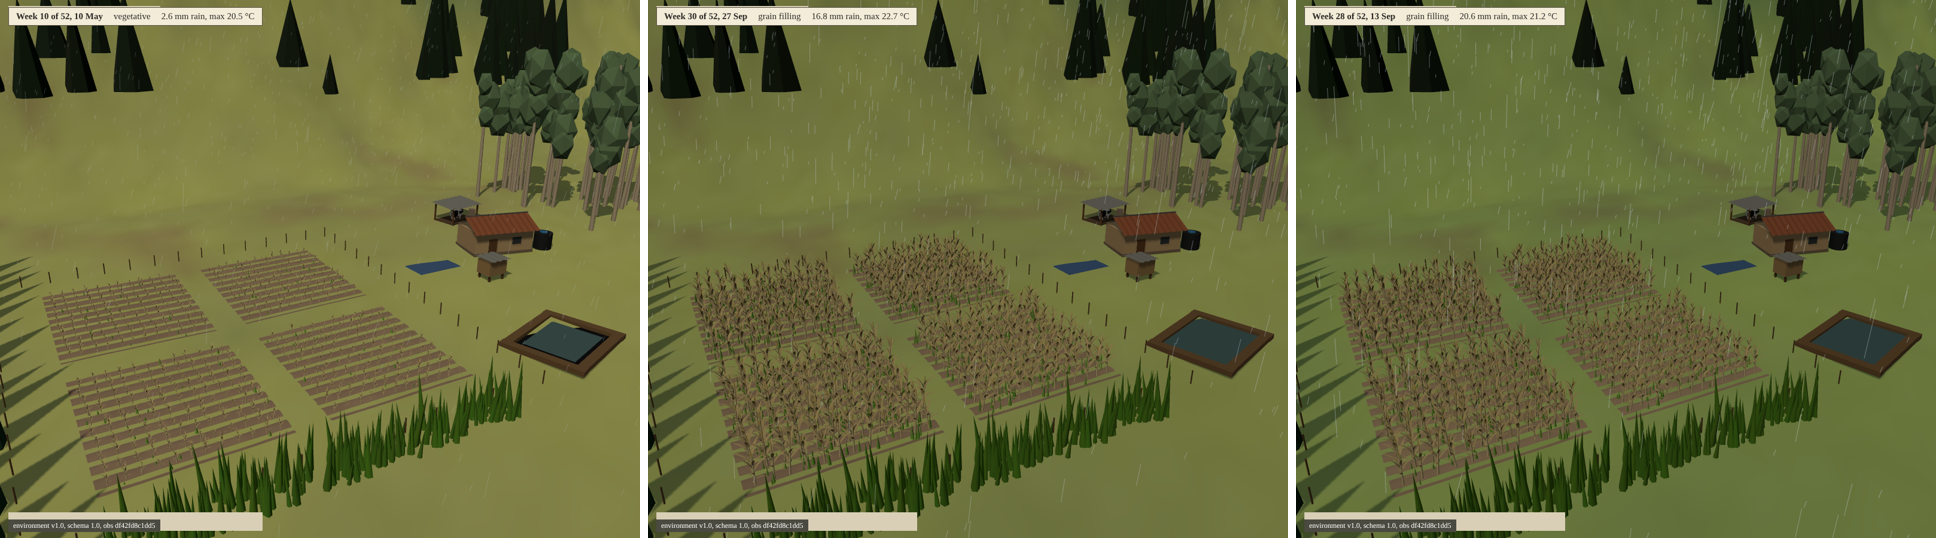 Week 10 of 52, 10 May vegetative 2.6 mm rain, max 20.5 °C
environment v1.0, schema 1.0, obs df42fd8c1dd5
Week 30 of 52, 27 Sep grain filling 16.8 mm rain, max 22.7 °C
environment v1.0, schema 1.0, obs df42fd8c1dd5
Week 28 of 52, 13 Sep grain filling 20.6 mm rain, max 21.2 °C
environment v1.0, schema 1.0, obs df42fd8c1dd5